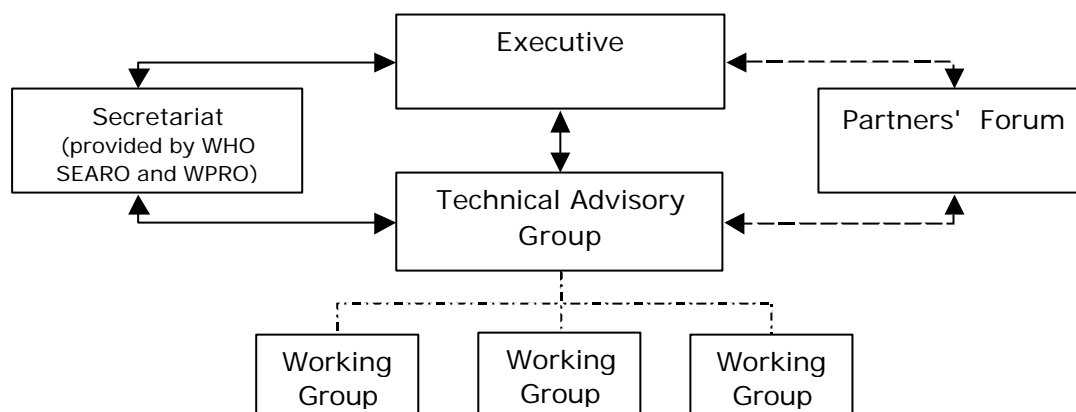 Executive
Secretariat
(provided by WHO
SEARO and WPRO)
Partners' Forum
Technical Advisory
Group
Working
Group
Working
Group
Working
Group